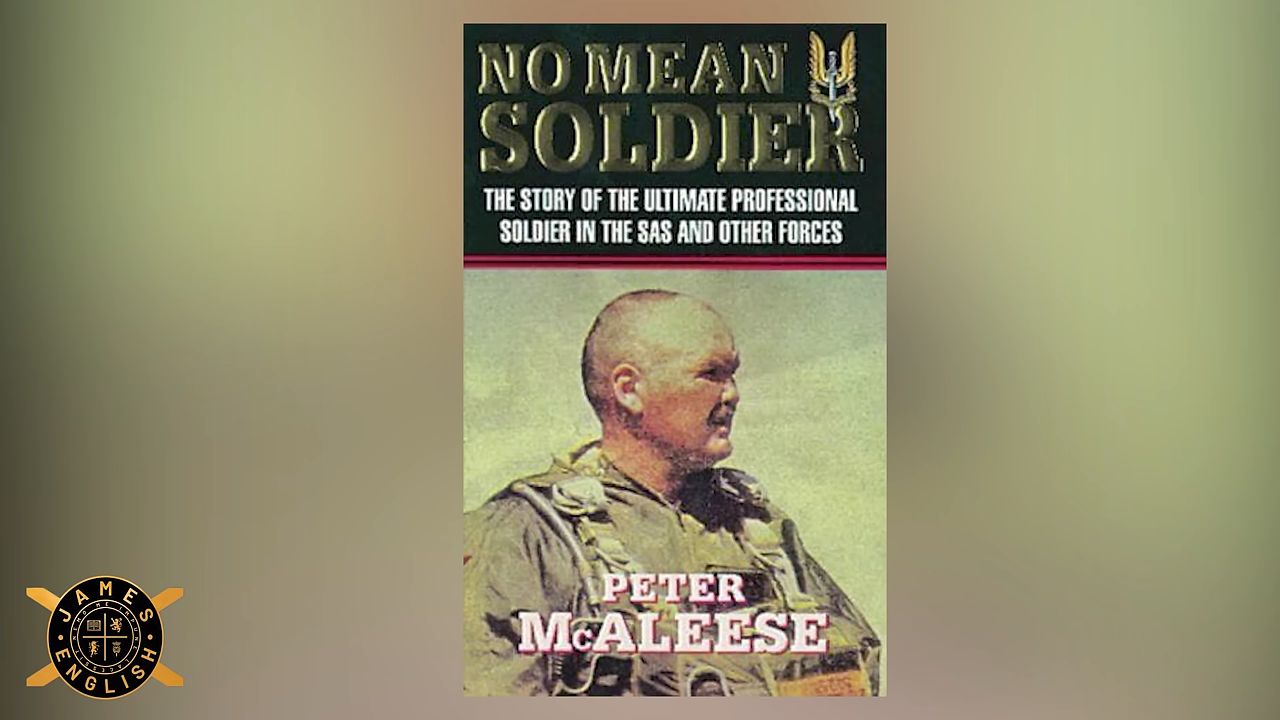 NO MEAN
SOLDIER
THE STORY OF THE ULTIMATE PROFESSIONAL
SOLDIER IN THE SAS AND OTHER FORCES
PETER
McALEESE
JAMES
ENGLISH